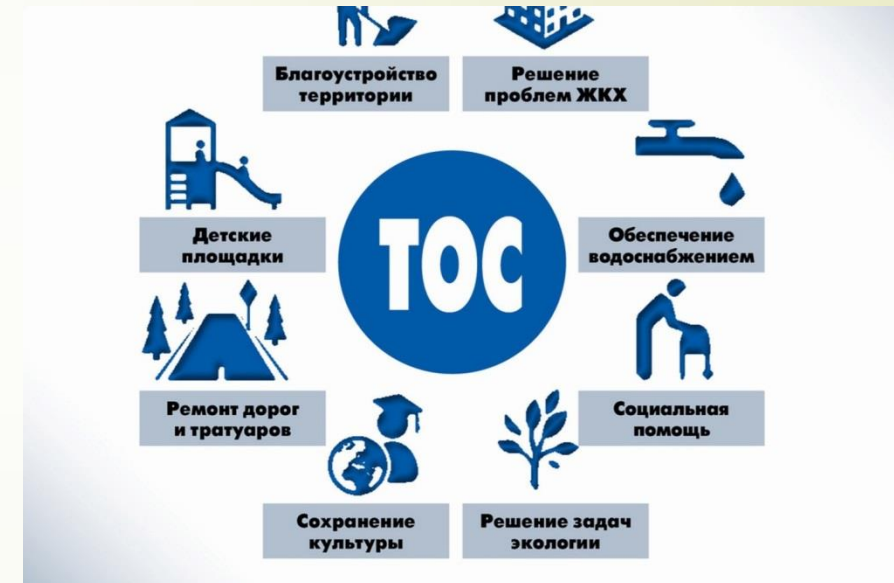 Благоустройство
территории
Решение
проблем ЖКХ
Детские
площадки
ТОС
Обеспечение
водоснабжением
Ремонт дорог
и тратуаров
Социальная
помощь
Сохранение
культуры
Решение задач
экологии